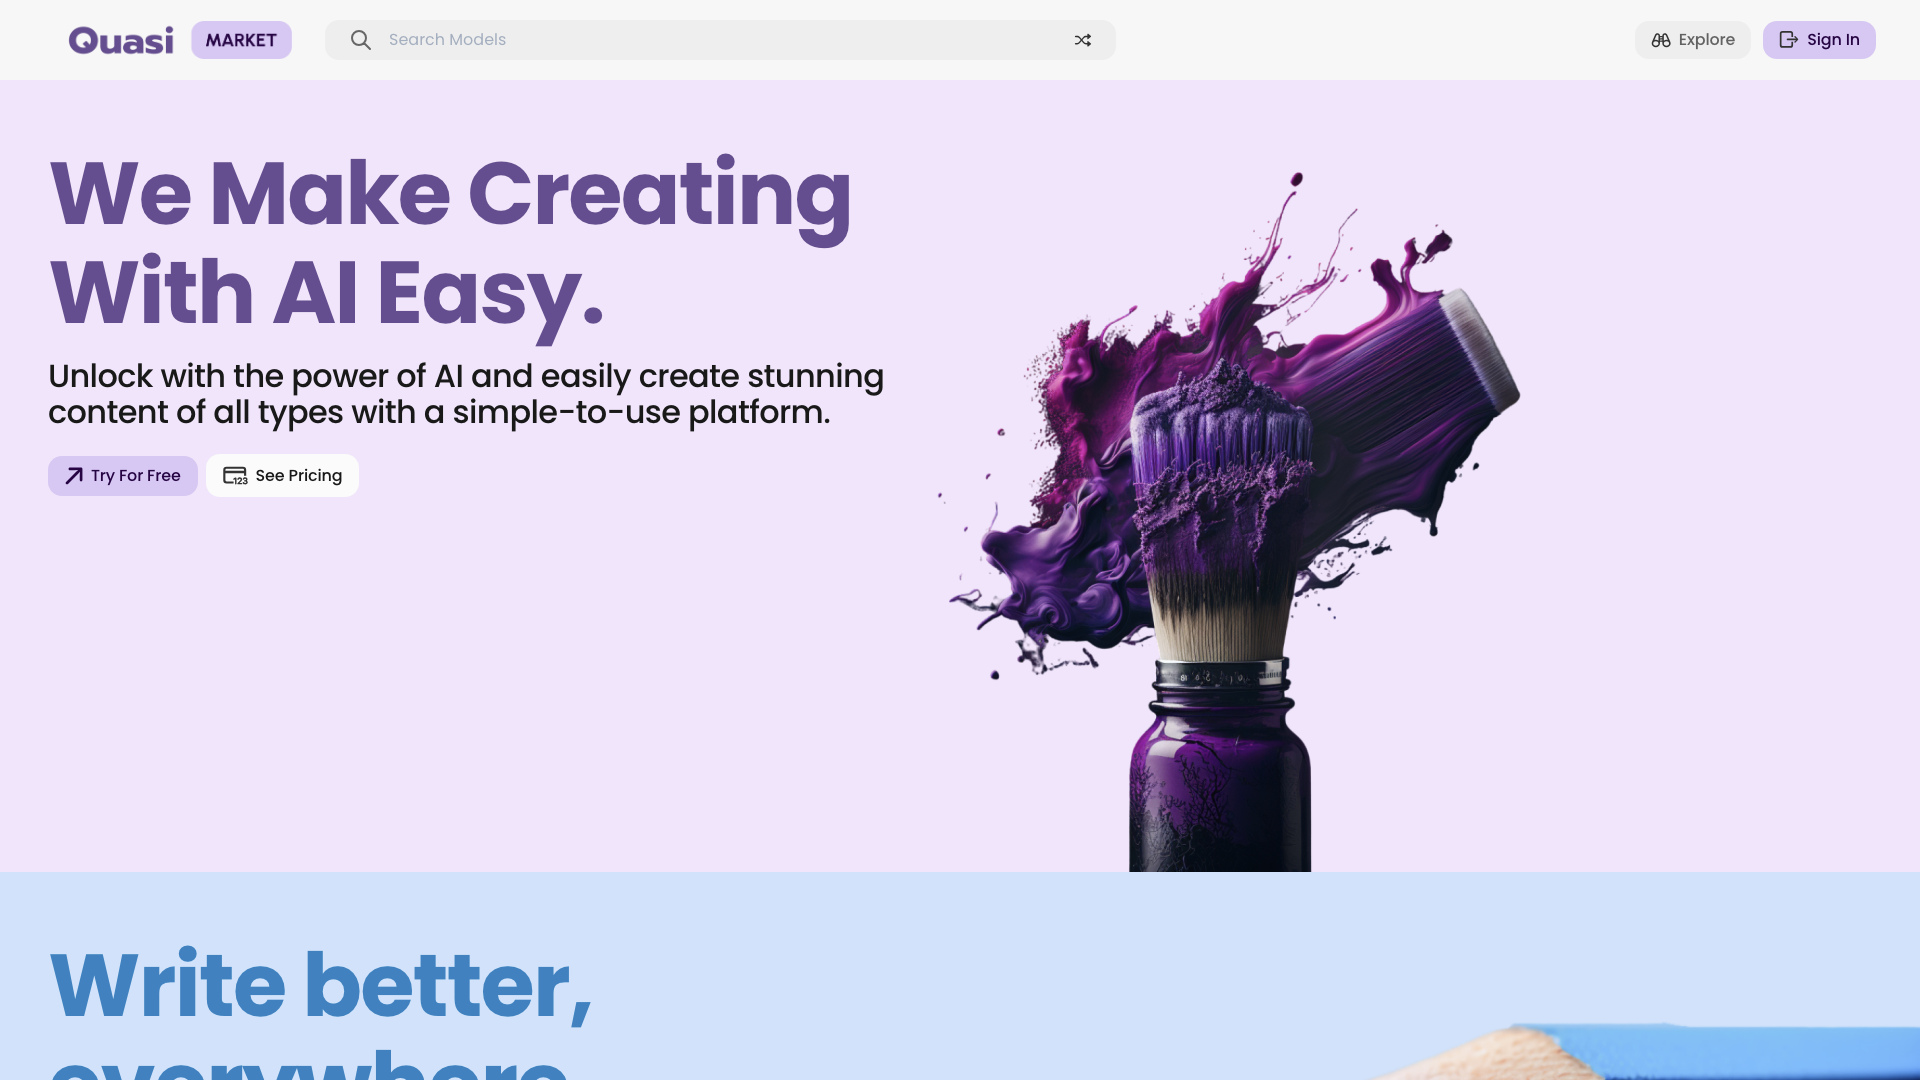 Quasi
MARKET
Search Models
Explore
Sign In
We Make Creating
With AI Easy.
Unlock with the power of AI and easily create stunning
content of all types with a simple-to-use platform.
Try For Free
123
See Pricing
Write better,
everywhere